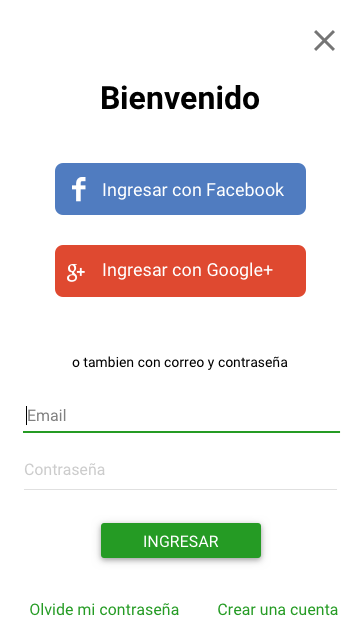 Bienvenido
f Ingresar con Facebook
g+ Ingresar con Google+
o tambien con correo y contraseña
Email
Contraseña
INGRESAR
Olvide mi contraseña Crear una cuenta